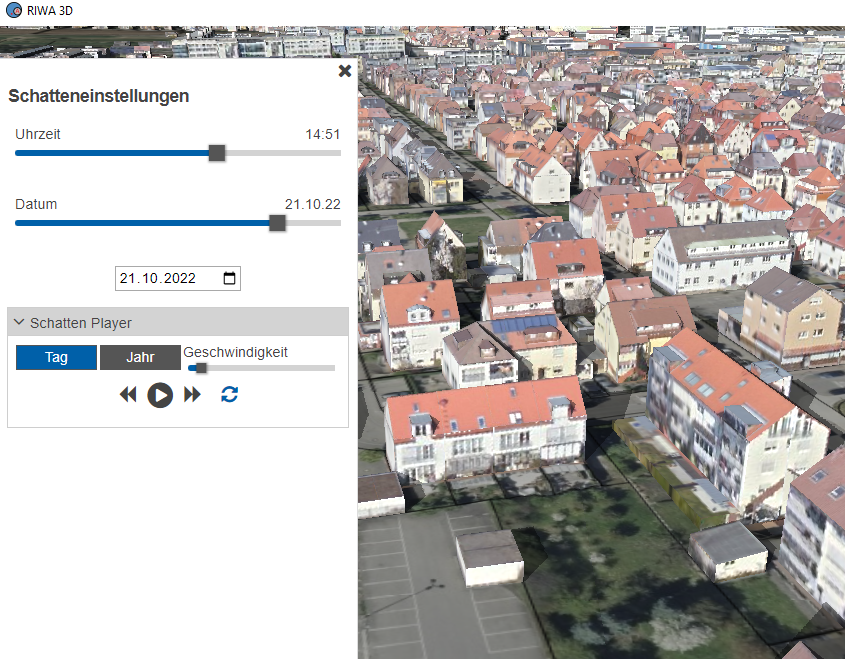 RIWA 3D
Schatteneinstellungen
Uhrzeit 14:51
Datum 21.10.22
21.10.2022
Schatten Player
Tag Jahr Geschwindigkeit